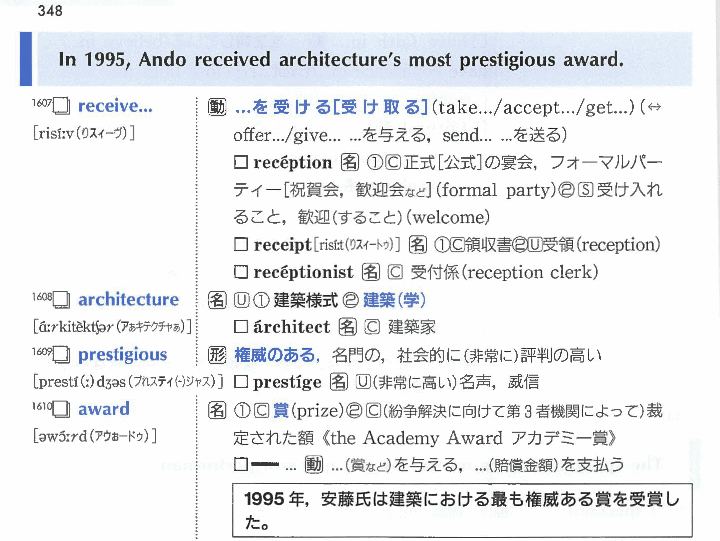 348
In 1995, Ando received architecture's most prestigious award.
1607□ receive... 動 …を受ける[受け取る](take.../accept.../get...)(⇔
[risíːv(リスィーヴ)] offer.../give... …を与える, send... …を送る)
□ recéption 名 ①Ⓒ正式[公式]の宴会, フォーマルパー
ティー[祝賀会, 歓迎会など](formal party)②Ⓢ受け入れ
ること, 歓迎(すること)(welcome)
□ receipt[risíːt(リスィートゥ)] 名 ①Ⓒ領収書②Ⓤ受領(reception)
□ recéptionist 名 Ⓒ 受付係(reception clerk)
1608□ architecture 名 Ⓤ① 建築様式 ② 建築(学)
[ɑ́ːrkitèktʃər(アぁキテクチャぁ)] □ árchitect 名 Ⓒ 建築家
1609□ prestigious 形 権威のある, 名門の, 社会的に(非常に)評判の高い
[prestí(ː)dʒəs(プレスティ(ー)ジャス)] □ prestíge 名 Ⓤ(非常に高い)名声, 威信
1610□ award 名 ①Ⓒ賞(prize)②Ⓒ(紛争解決に向けて第3者機関によって)裁
[əwɔ́ːrd(アウぉードゥ)] 定された額《the Academy Award アカデミー賞》
□━ ... 動 …(賞など)を与える, …(賠償金額)を支払う
1995年, 安藤氏は建築における最も権威ある賞を受賞し
た。